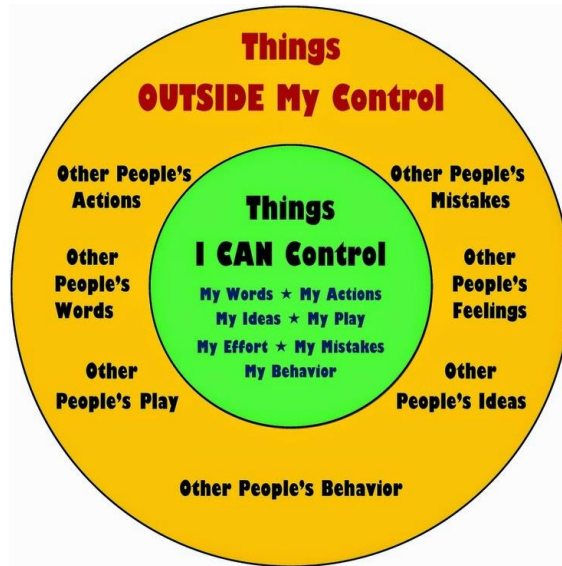 Things
OUTSIDE My Control
Other People's
Actions
Other People's
Mistakes
Things
I CAN Control
Other
People's
Words
Other
People's
Feelings
My Words ★ My Actions
My Ideas ★ My Play
My Effort ★ My Mistakes
My Behavior
Other
People's Play
Other
People's Ideas
Other People's Behavior